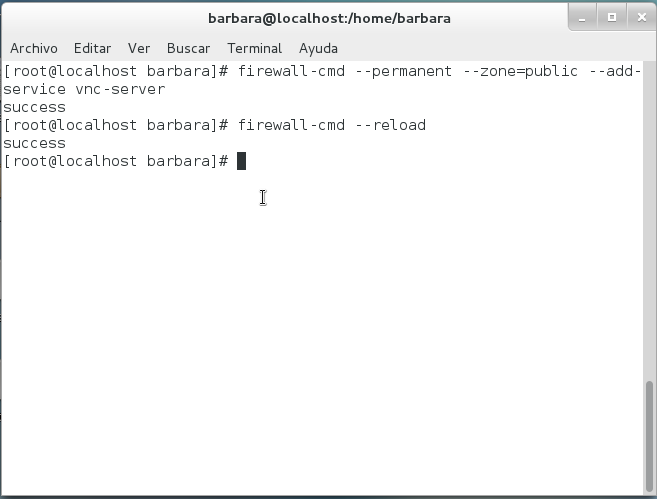 barbara@localhost:/home/barbara
Archivo Editar Ver Buscar Terminal Ayuda
[root@localhost barbara]# firewall-cmd --permanent --zone=public --add-
service vnc-server
success
[root@localhost barbara]# firewall-cmd --reload
success
[root@localhost barbara]#